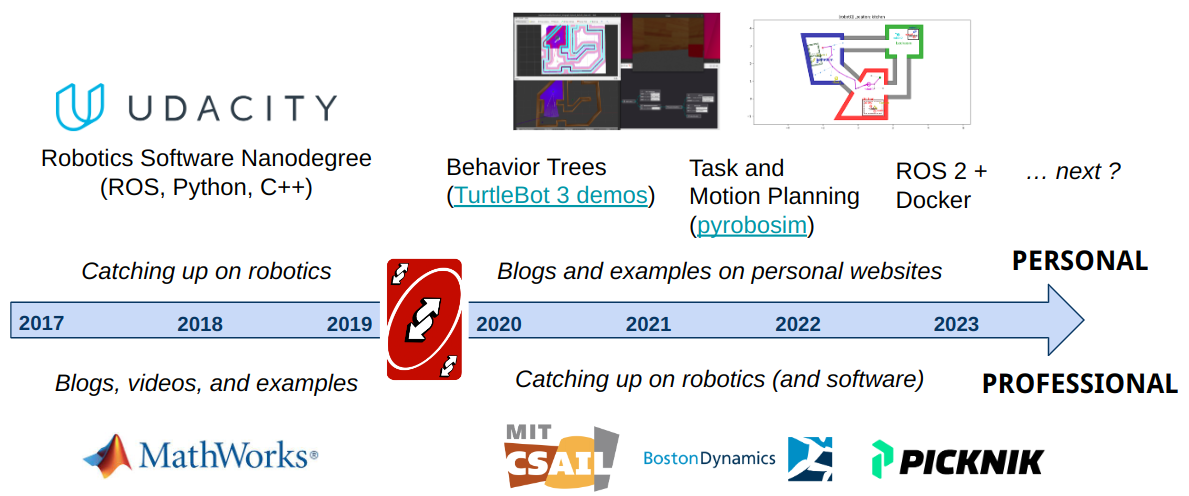 UDACITY
Robotics Software Nanodegree
(ROS, Python, C++)
Behavior Trees
(TurtleBot 3 demos)
Task and
Motion Planning
(pyrobosim)
ROS 2 +
Docker
… next ?
Catching up on robotics
Blogs and examples on personal websites
PERSONAL
2017
2018
2019
2020
2021
2022
2023
Blogs, videos, and examples
Catching up on robotics (and software)
PROFESSIONAL
MathWorks®
MIT
CSAIL
BostonDynamics
PICKNIK